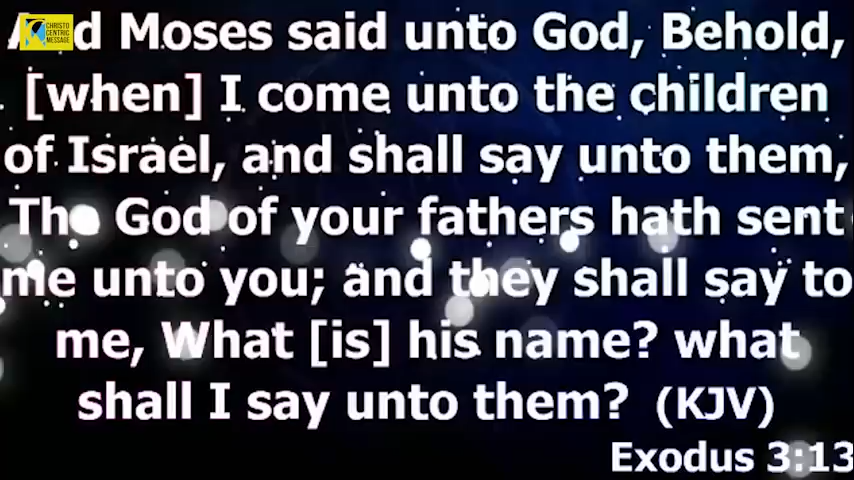 CHRISTO
CENTRIC
MESSAGE
And Moses said unto God, Behold,
[when] I come unto the children
of Israel, and shall say unto them,
The God of your fathers hath sent
me unto you; and they shall say to
me, What [is] his name? what
shall I say unto them? (KJV)
Exodus 3:13